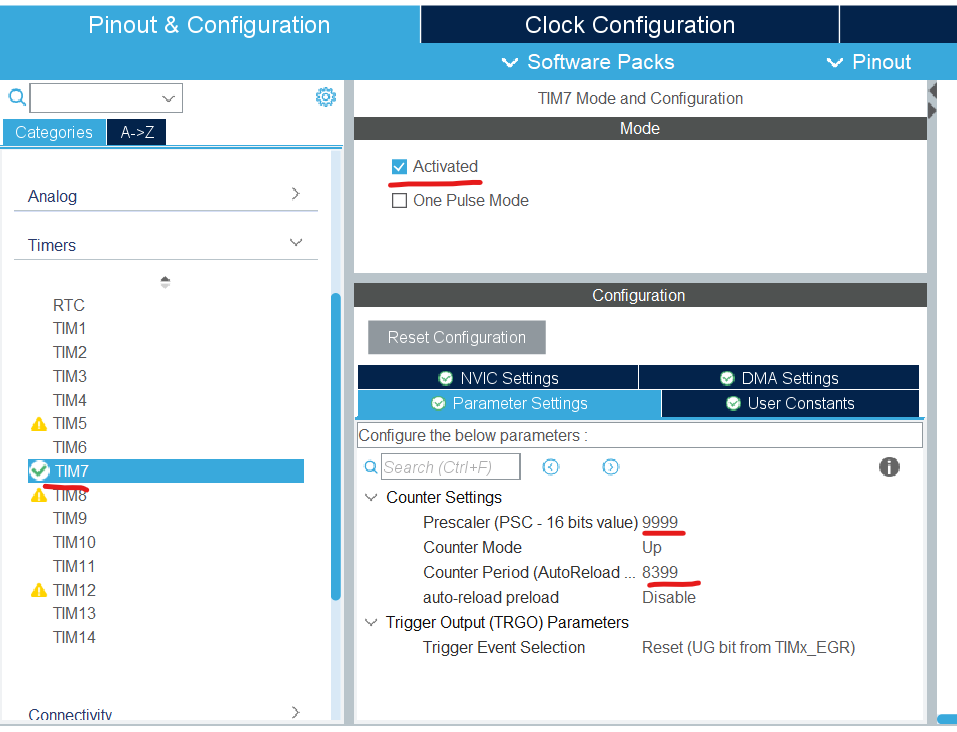 Pinout & Configuration
Clock Configuration
Software Packs
Pinout
Categories
A->Z
Analog
Timers
RTC
TIM1
TIM2
TIM3
TIM4
TIM5
TIM6
TIM7
TIM8
TIM9
TIM10
TIM11
TIM12
TIM13
TIM14
Connectivity
TIM7 Mode and Configuration
Mode
Activated
One Pulse Mode
Configuration
Reset Configuration
NVIC Settings
DMA Settings
Parameter Settings
User Constants
Configure the below parameters :
Search (Ctrl+F)
Counter Settings
Prescaler (PSC - 16 bits value) 9999
Counter Mode Up
Counter Period (AutoReload ... 8399
auto-reload preload Disable
Trigger Output (TRGO) Parameters
Trigger Event Selection Reset (UG bit from TIMx_EGR)